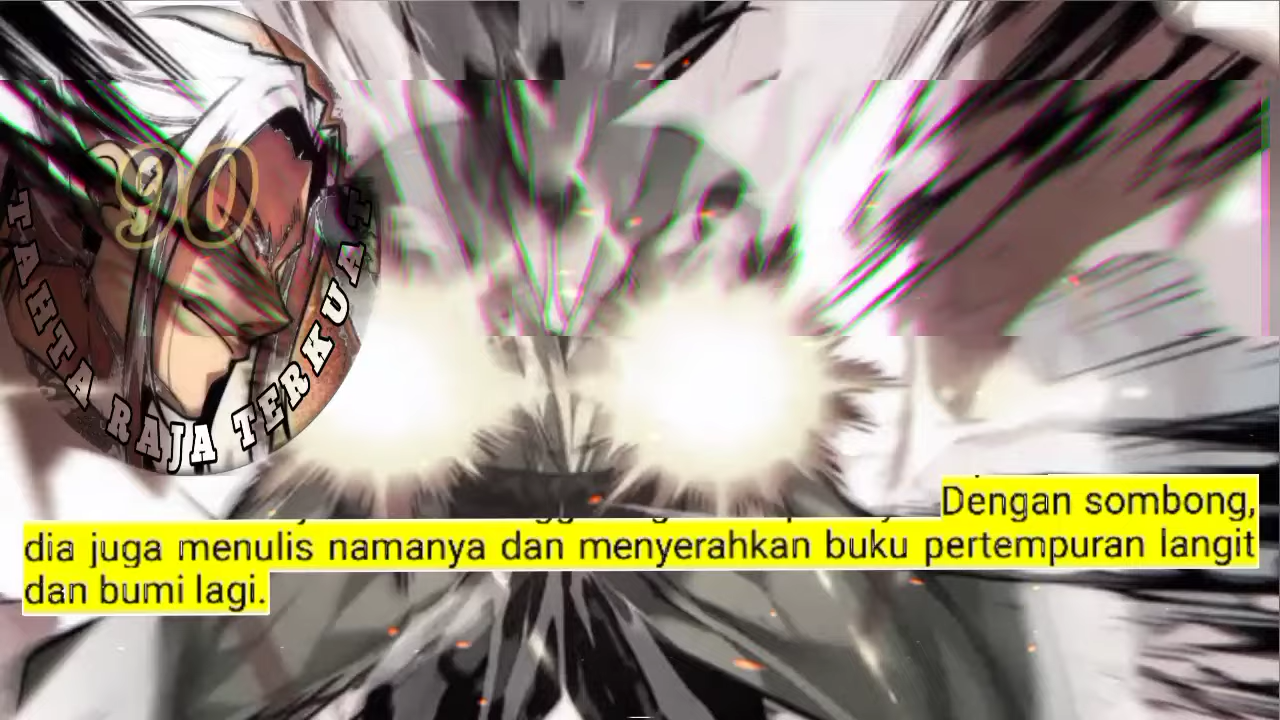 90
TAHTA RAJA TERKUAT
Dengan sombong,
dia juga menulis namanya dan menyerahkan buku pertempuran langit
dan bumi lagi.